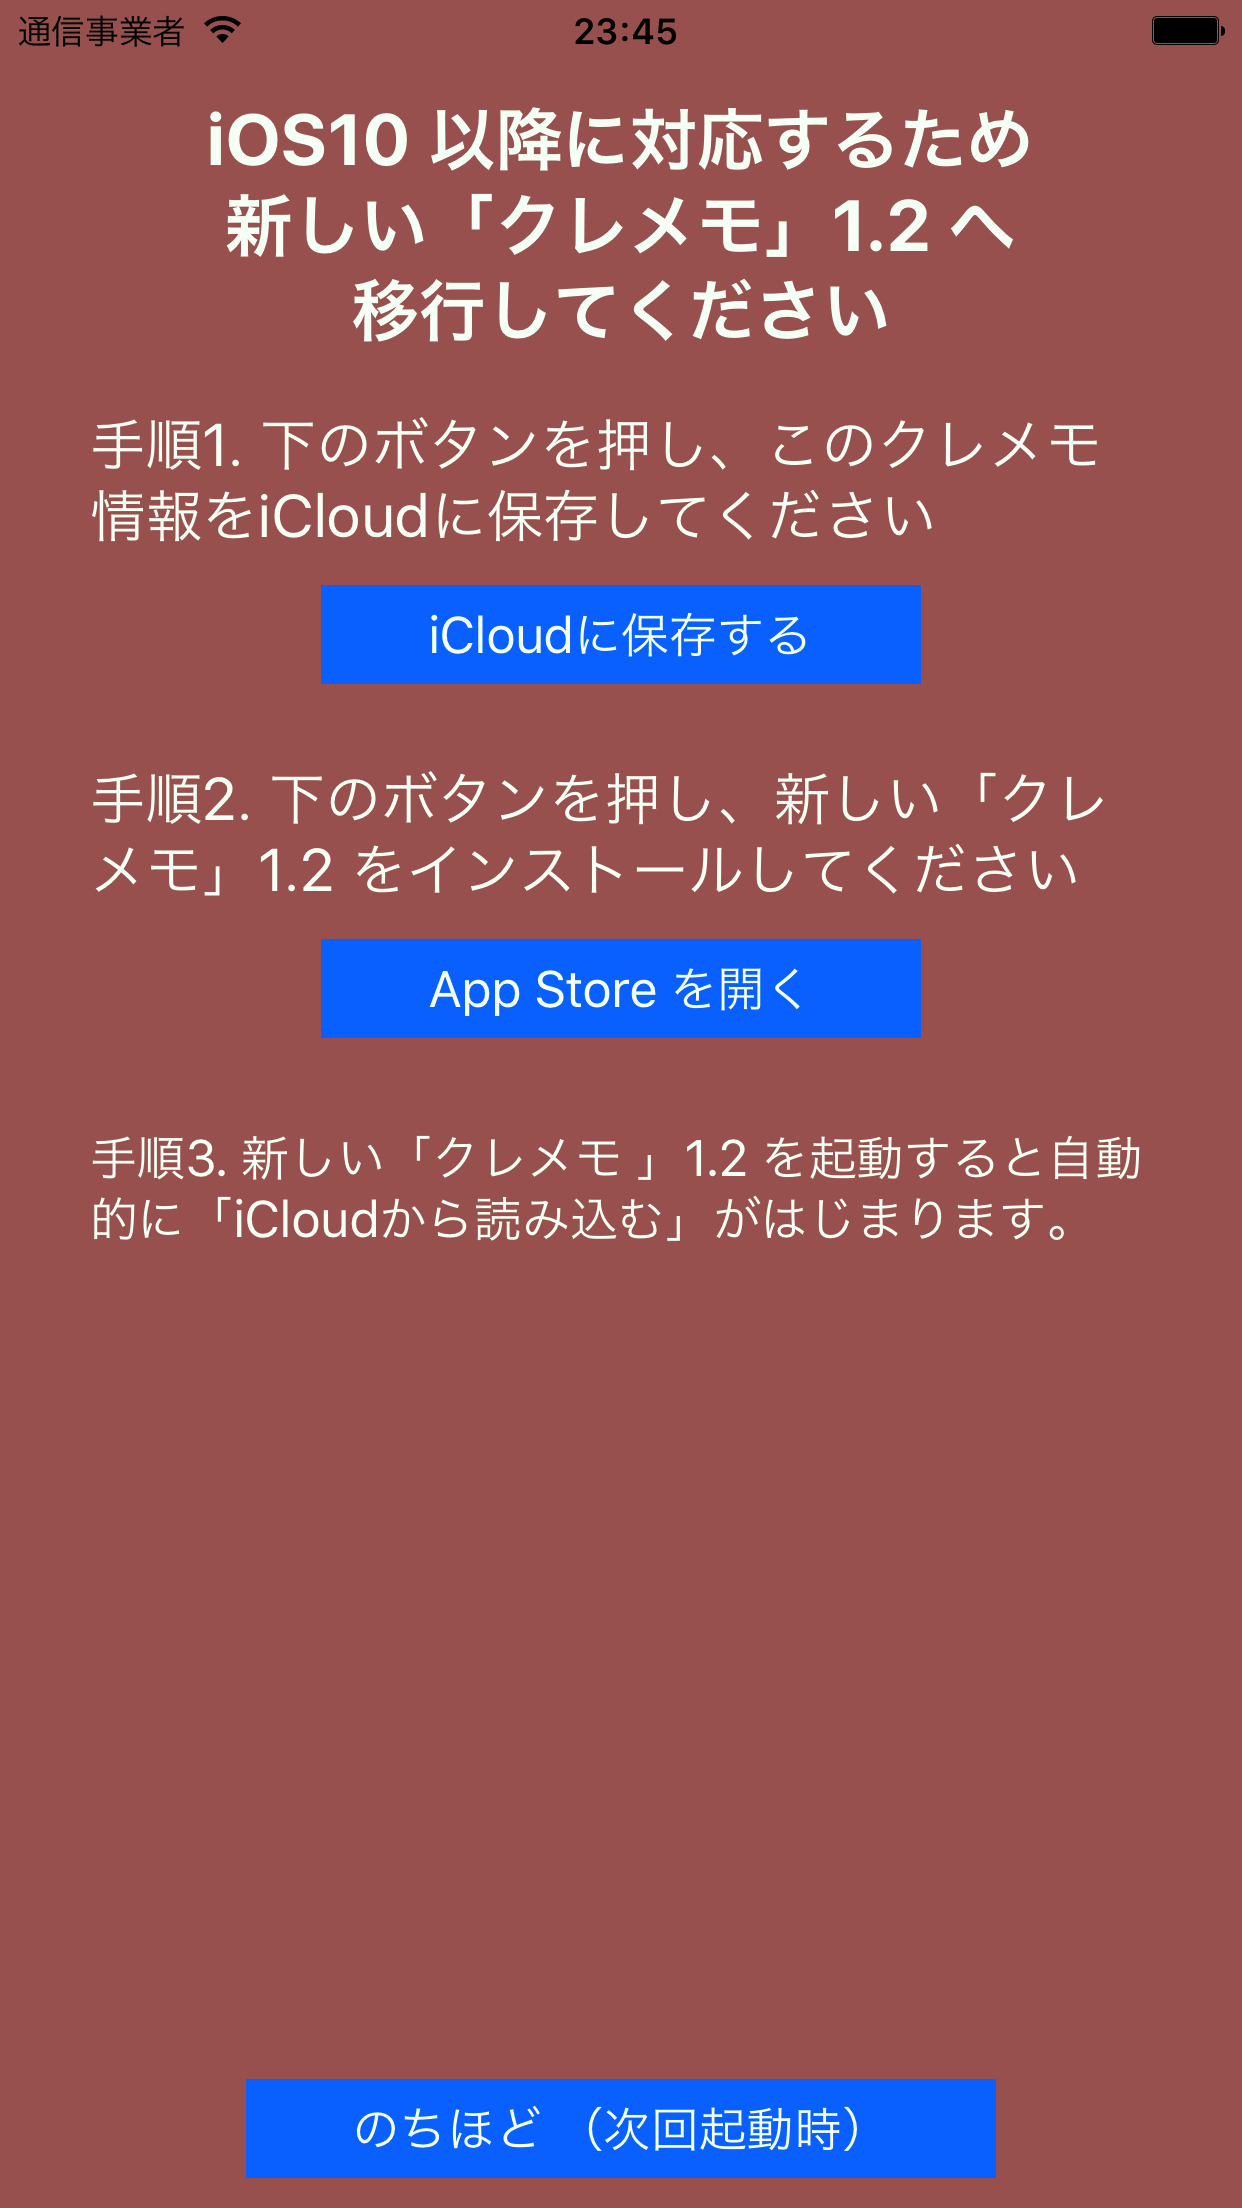 通信事業者 23:45
iOS10 以降に対応するため
新しい「クレメモ」1.2 へ
移行してください
手順1. 下のボタンを押し、このクレメモ
情報をiCloudに保存してください
iCloudに保存する
手順2. 下のボタンを押し、新しい「クレ
メモ」1.2 をインストールしてください
App Store を開く
手順3. 新しい「クレメモ 」1.2 を起動すると自動
的に「iCloudから読み込む」がはじまります。
のちほど （次回起動時）